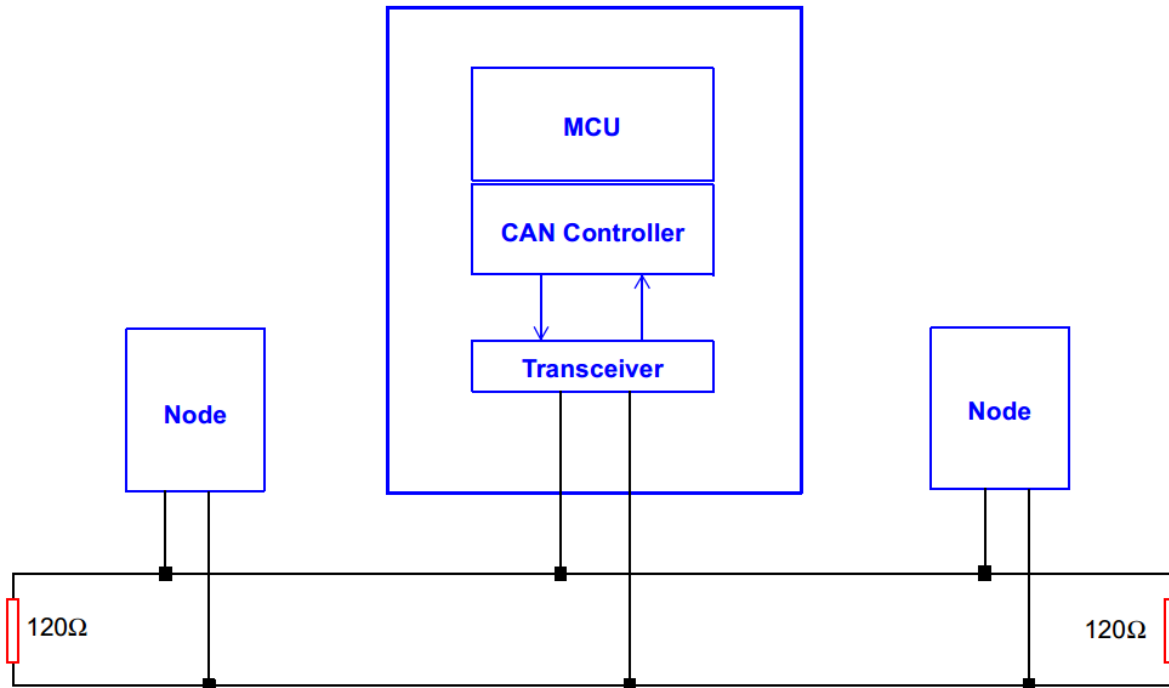 MCU
CAN Controller
Transceiver
Node
Node
120Ω
120Ω